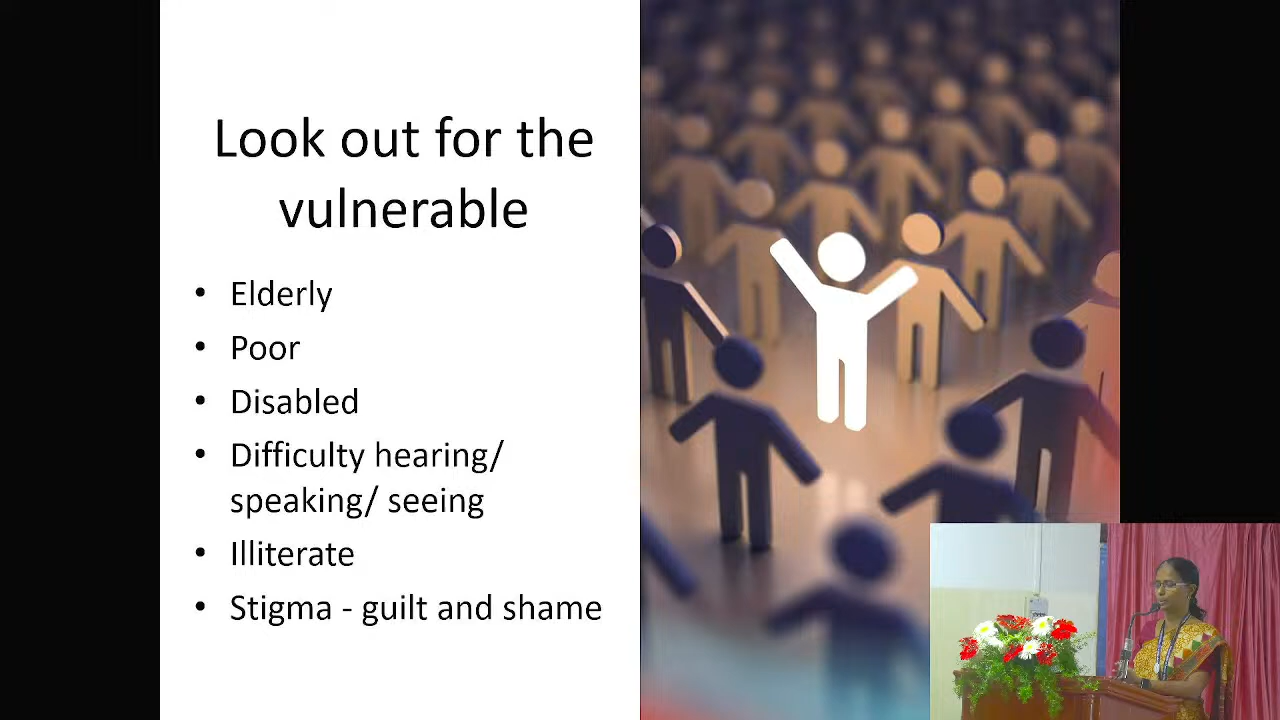 Look out for the
vulnerable
• Elderly
• Poor
• Disabled
• Difficulty hearing/
speaking/ seeing
• Illiterate
• Stigma - guilt and shame